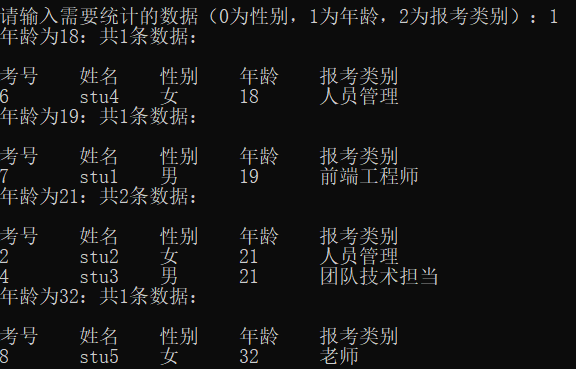 请输入需要统计的数据（0为性别，1为年龄，2为报考类别）：1
年龄为18：共1条数据：
考号 姓名 性别 年龄 报考类别
6 stu4 女 18 人员管理
年龄为19：共1条数据：
考号 姓名 性别 年龄 报考类别
7 stu1 男 19 前端工程师
年龄为21：共2条数据：
考号 姓名 性别 年龄 报考类别
2 stu2 女 21 人员管理
4 stu3 男 21 团队技术担当
年龄为32：共1条数据：
考号 姓名 性别 年龄 报考类别
8 stu5 女 32 老师